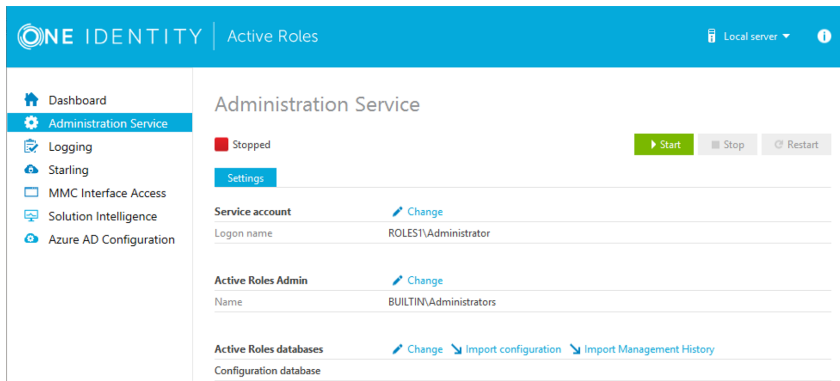 ONE IDENTITY Active Roles Local server
Dashboard
Administration Service
Logging
Starling
MMC Interface Access
Solution Intelligence
Azure AD Configuration
Administration Service
Stopped Start Stop Restart
Settings
Service account Change
Logon name ROLES1\Administrator
Active Roles Admin Change
Name BUILTIN\Administrators
Active Roles databases Change Import configuration Import Management History
Configuration database